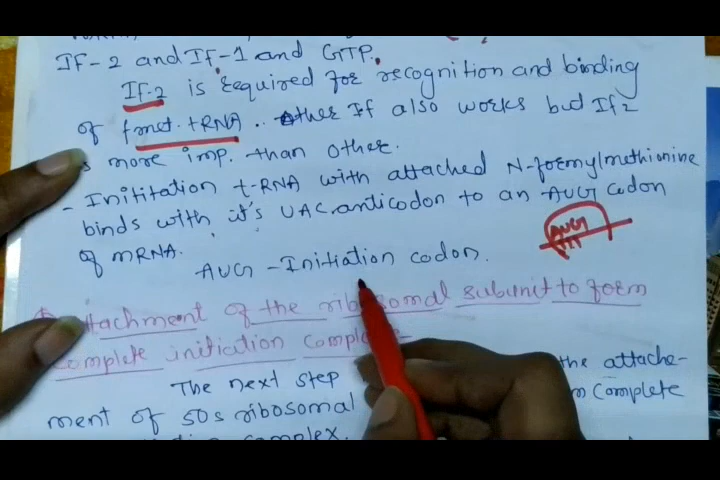 IF-2 and If-1 and GTP.
If-2 is required for recognition and binding
of fmet-tRNA.. other If also works but If2
is more imp. than other.
- Inititation t-RNA with attached N-formylmethionine
binds with it's UAC anticodon to an AUG codon
of mRNA.
AUG
AUG - Initiation codon.
attachment of the ribosomal subunit to form
complete initiation
The next step the attache-
ment of 50s ribosomal complete
complex.